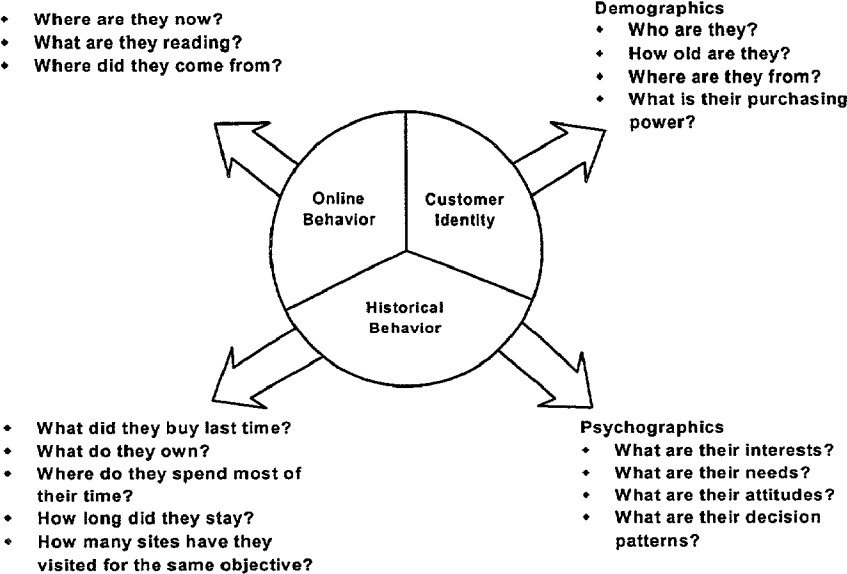 • Where are they now?
• What are they reading?
• Where did they come from?
Demographics
• Who are they?
• How old are they?
• Where are they from?
• What is their purchasing
power?
Online
Behavior
Customer
Identity
Historical
Behavior
• What did they buy last time?
• What do they own?
• Where do they spend most of
their time?
• How long did they stay?
• How many sites have they
visited for the same objective?
Psychographics
• What are their interests?
• What are their needs?
• What are their attitudes?
• What are their decision
patterns?